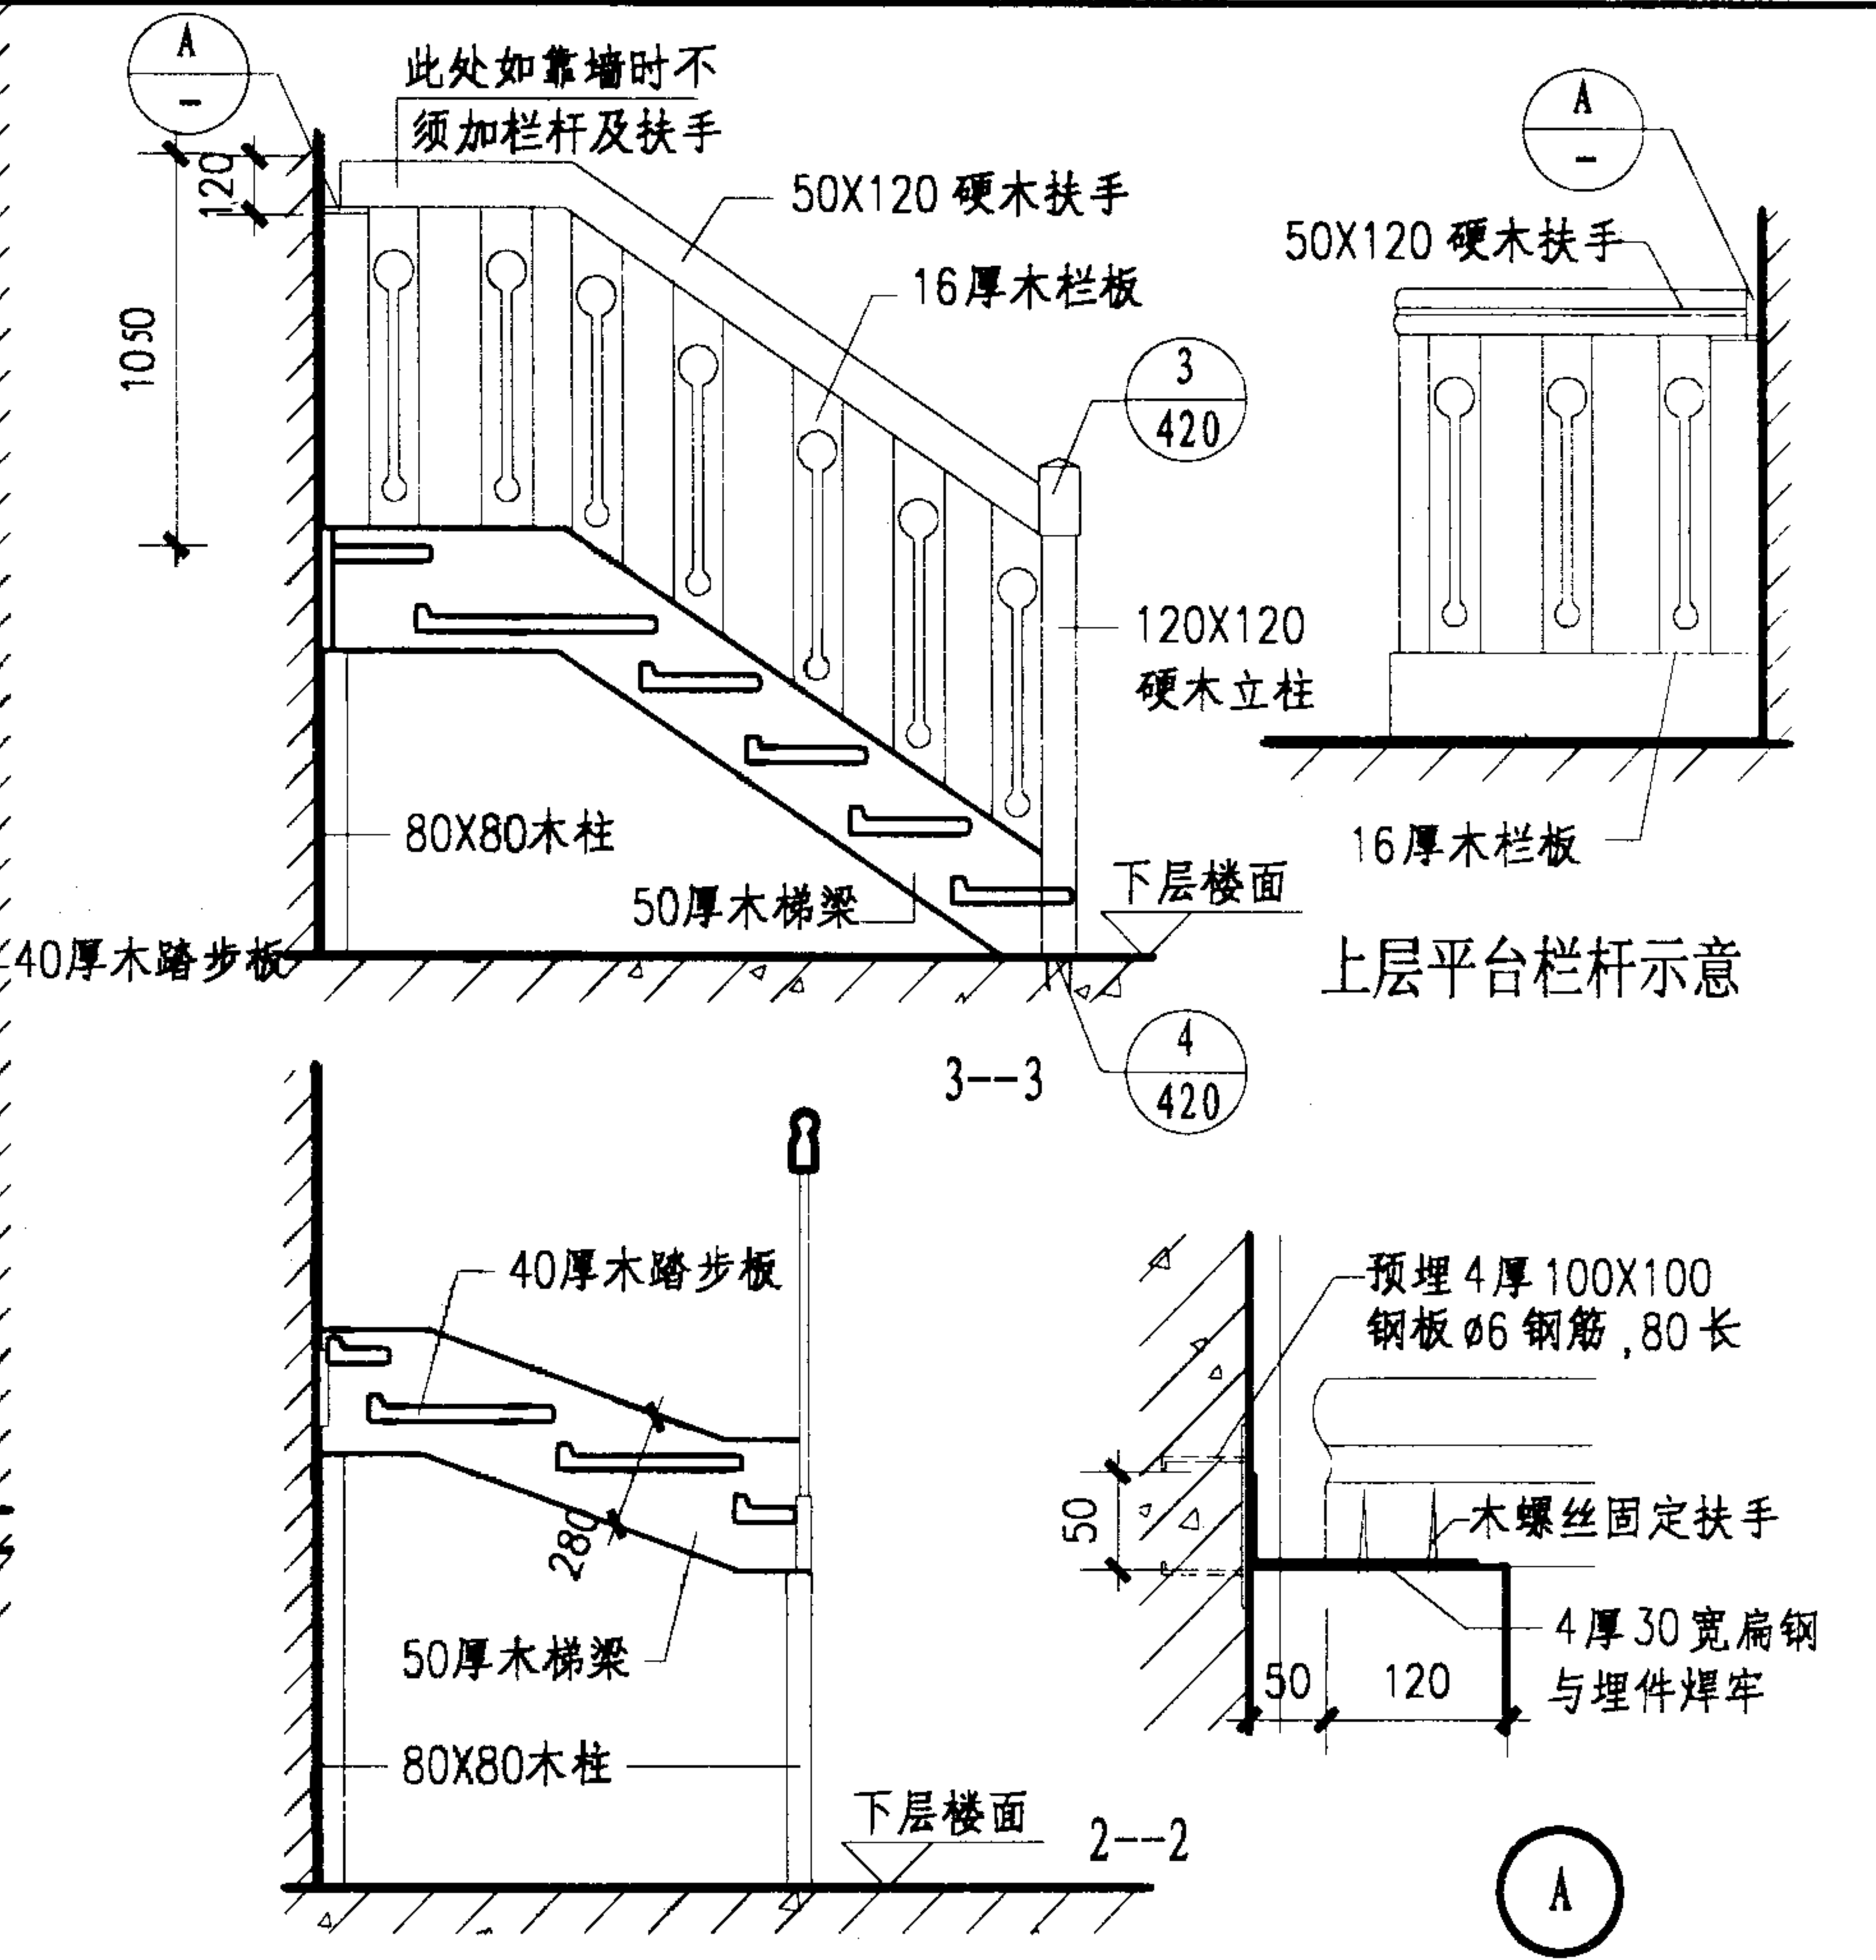 A
-
此处如靠墙时不
须加栏杆及扶手
120
1050
50X120 硬木扶手
16厚木栏板
3
420
120X120
硬木立柱
80X80木柱
50厚木梯梁
下层楼面
40厚木踏步板
3--3
4
420
A
-
50X120 硬木扶手
16厚木栏板
上层平台栏杆示意
40厚木踏步板
280
50厚木梯梁
80X80木柱
下层楼面
2--2
预埋4厚100X100
钢板ø6钢筋,80长
50
木螺丝固定扶手
4厚30宽扁钢
与埋件焊牢
50
120
A